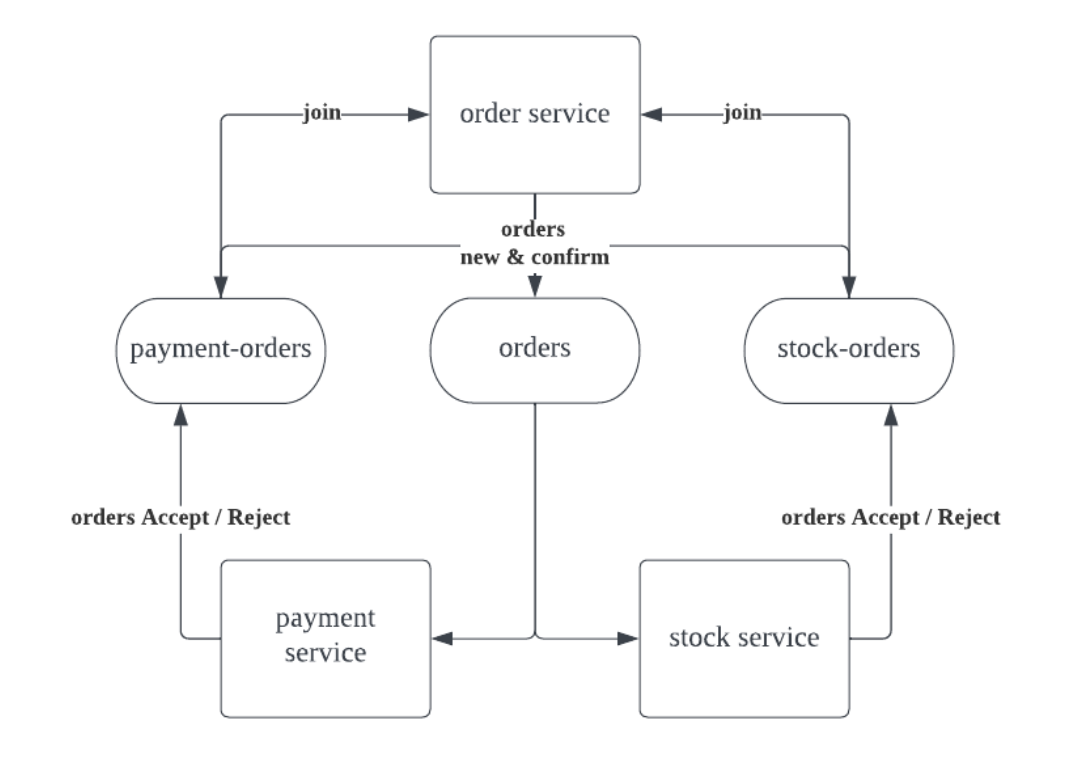 join
order service
join
orders
new & confirm
payment-orders
orders
stock-orders
orders Accept / Reject
orders Accept / Reject
payment
service
stock service